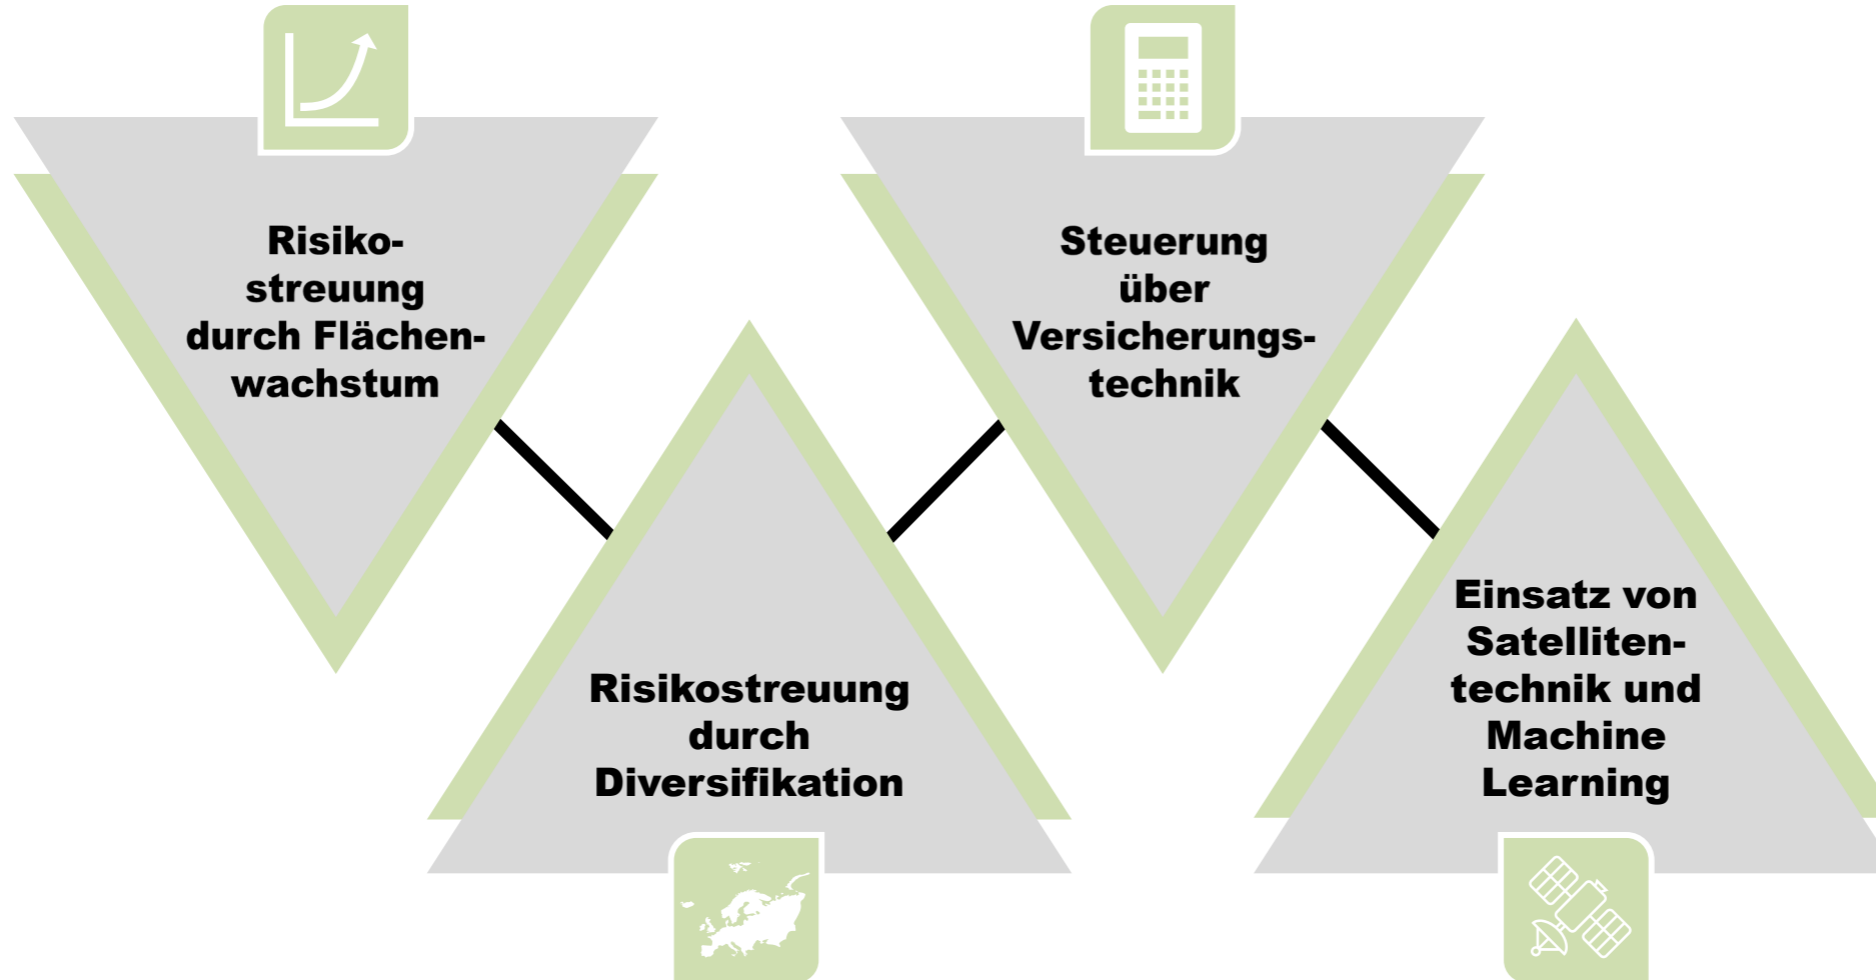 Risiko-
streuung
durch Flächen-
wachstum
Risikostreuung
durch
Diversifikation
Steuerung
über
Versicherungs-
technik
Einsatz von
Satelliten-
technik und
Machine
Learning